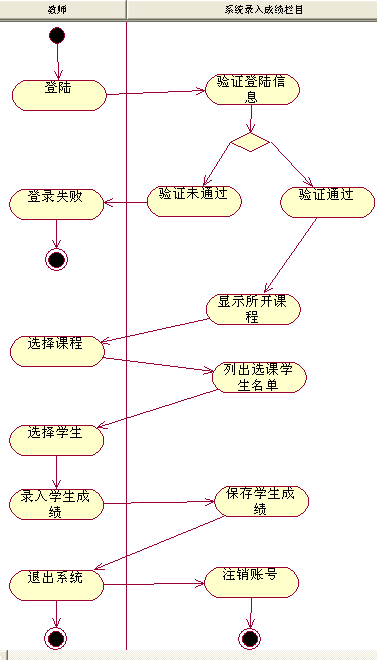 教师
系统录入成绩栏目
登陆
验证登陆信
息
验证未通过
验证通过
登录失败
显示所开课
程
选择课程
列出选课学
生名单
选择学生
录入学生成
绩
保存学生成
绩
退出系统
注销账号